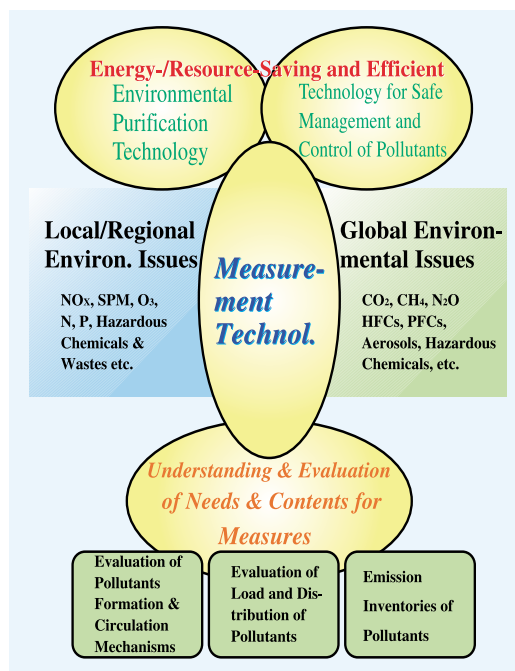 Energy-/Resource-Saving and Efficient
Environmental
Purification
Technology
Technology for Safe
Management and
Control of Pollutants
Local/Regional
Environ. Issues
NOx, SPM, O3,
N, P, Hazardous
Chemicals &
Wastes etc.
Measure-
ment
Technol.
Global Environ-
mental Issues
CO2, CH4, N2O
HFCs, PFCs,
Aerosols, Hazardous
Chemicals, etc.
Understanding & Evaluation
of Needs & Contents for
Measures
Evaluation of
Pollutants
Formation &
Circulation
Mechanisms
Evaluation of
Load and Dis-
tribution of
Pollutants
Emission
Inventories of
Pollutants